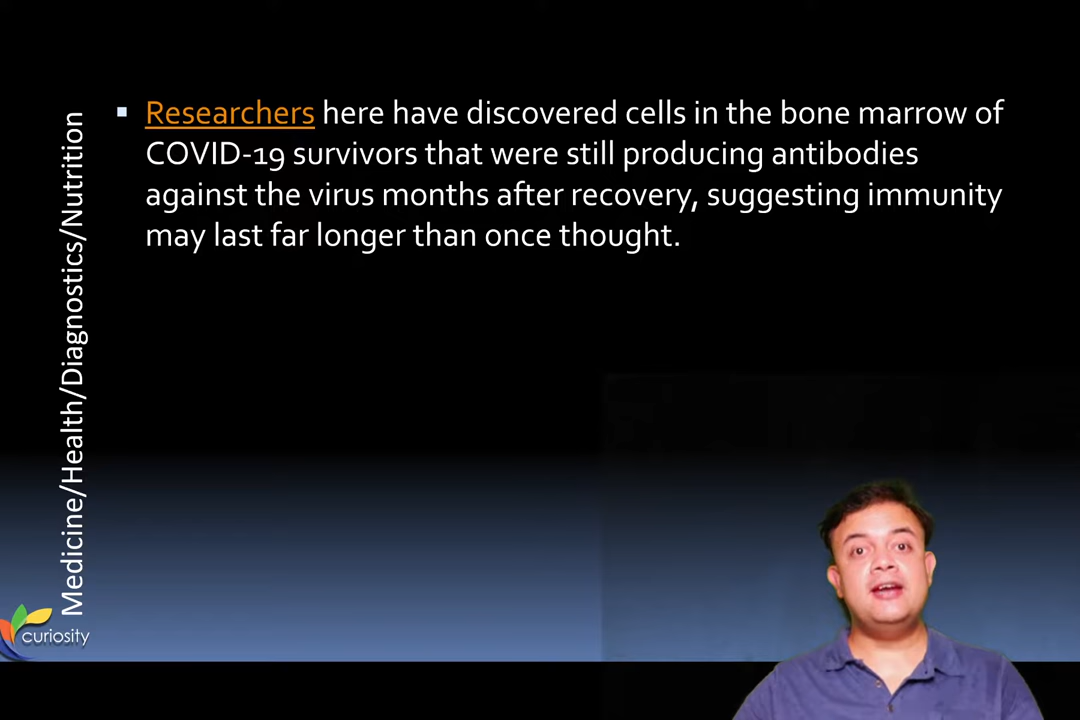 Researchers here have discovered cells in the bone marrow of
COVID-19 survivors that were still producing antibodies
against the virus months after recovery, suggesting immunity
may last far longer than once thought.
Medicine/Health/Diagnostics/Nutrition
curiosity